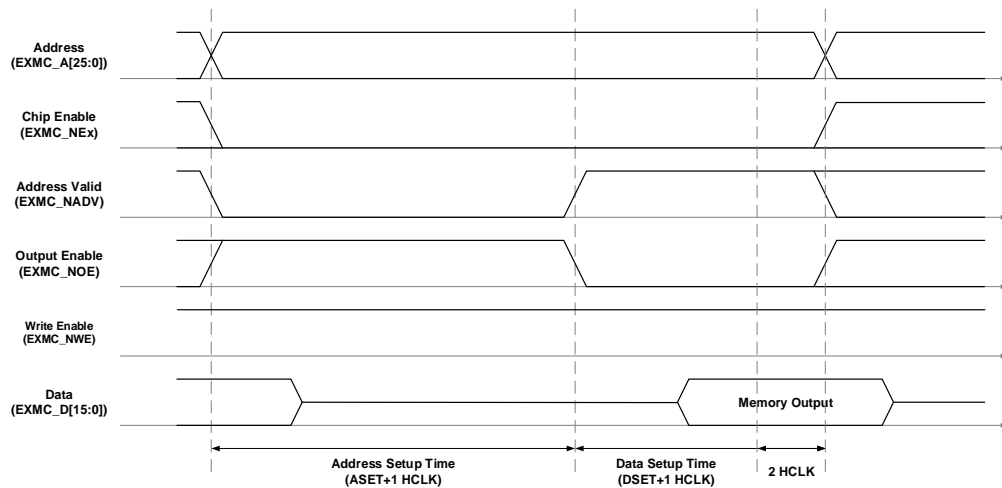 Address
(EXMC_A[25:0])
Chip Enable
(EXMC_NEx)
Address Valid
(EXMC_NADV)
Output Enable
(EXMC_NOE)
Write Enable
(EXMC_NWE)
Data
(EXMC_D[15:0])
Memory Output
Address Setup Time
(ASET+1 HCLK)
Data Setup Time
(DSET+1 HCLK)
2 HCLK